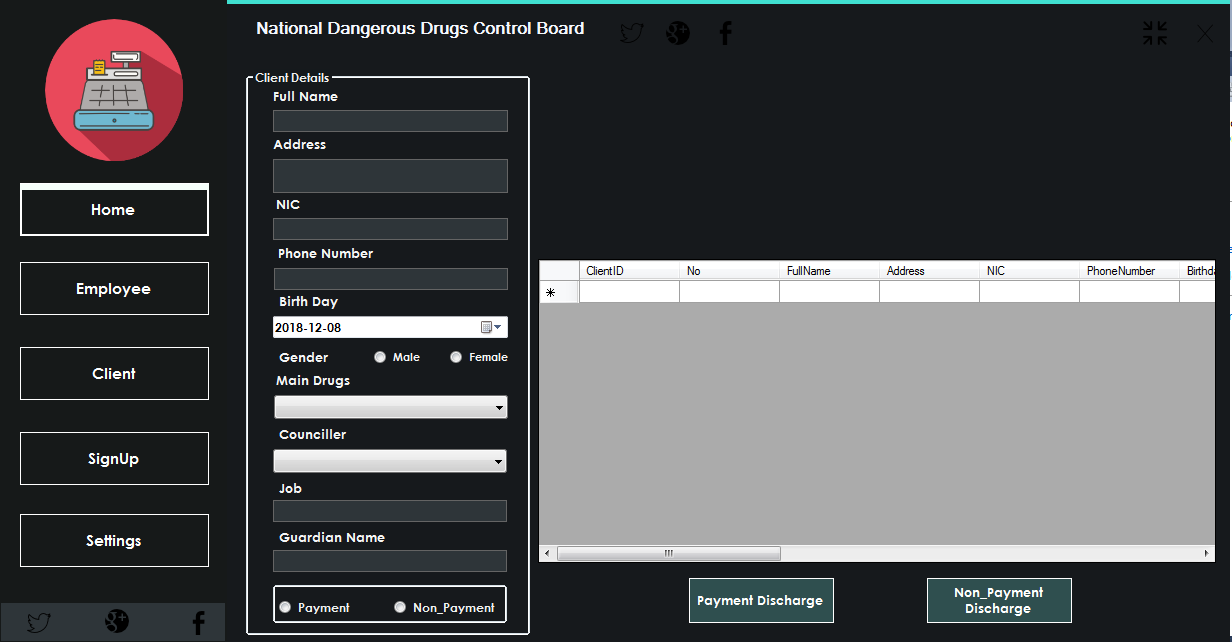 National Dangerous Drugs Control Board
Home
Employee
Client
SignUp
Settings
Client Details
Full Name
Address
NIC
Phone Number
Birth Day
2018-12-08
Gender Male Female
Main Drugs
Counciller
Job
Guardian Name
Payment Non_Payment
ClientID No FullName Address NIC PhoneNumber Birthda
Payment Discharge
Non_Payment
Discharge